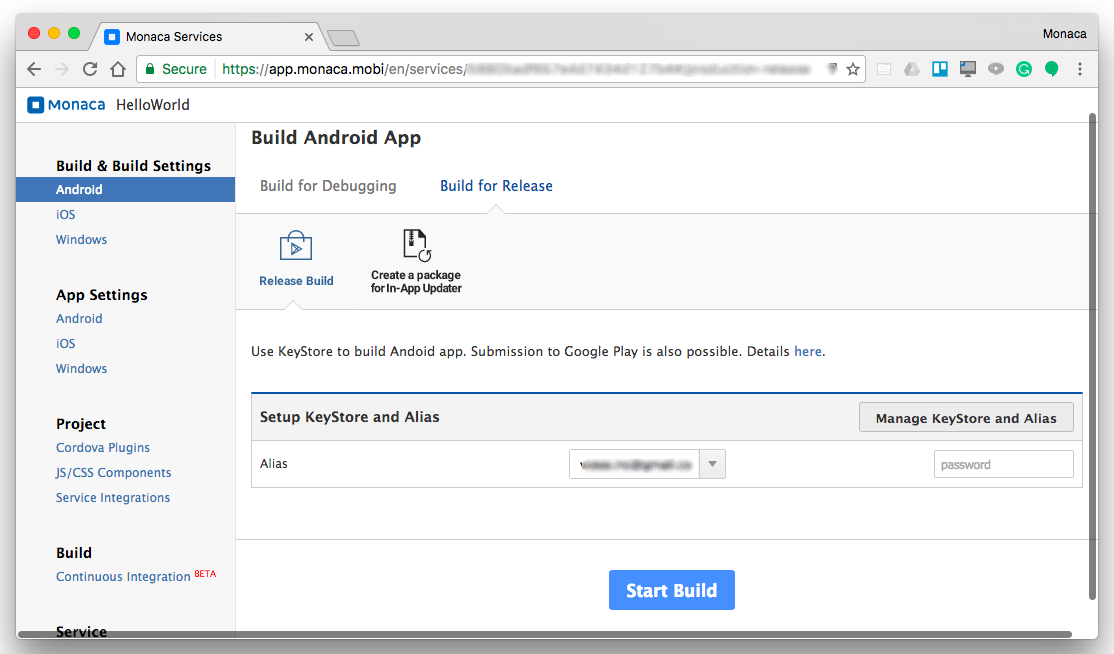 Monaca Services
Monaca
Secure
https://app.monaca.mobi/en/services/
Monaca HelloWorld
Build & Build Settings
Android
iOS
Windows
App Settings
Android
iOS
Windows
Project
Cordova Plugins
JS/CSS Components
Service Integrations
Build
Continuous Integration BETA
Service
Build Android App
Build for Debugging
Build for Release
Release Build
Create a package
for In-App Updater
Use KeyStore to build Andoid app. Submission to Google Play is also possible. Details here.
Setup KeyStore and Alias
Manage KeyStore and Alias
Alias
password
Start Build